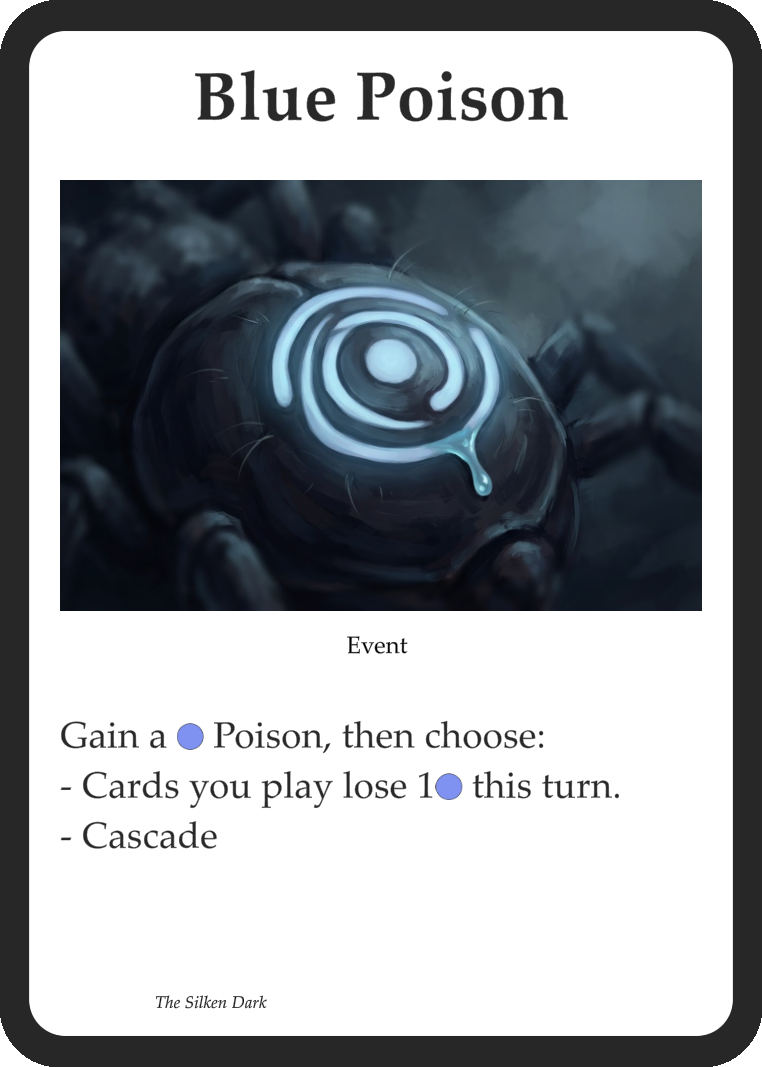 Blue Poison
Event
Gain a Poison, then choose:
- Cards you play lose 1 this turn.
- Cascade
The Silken Dark